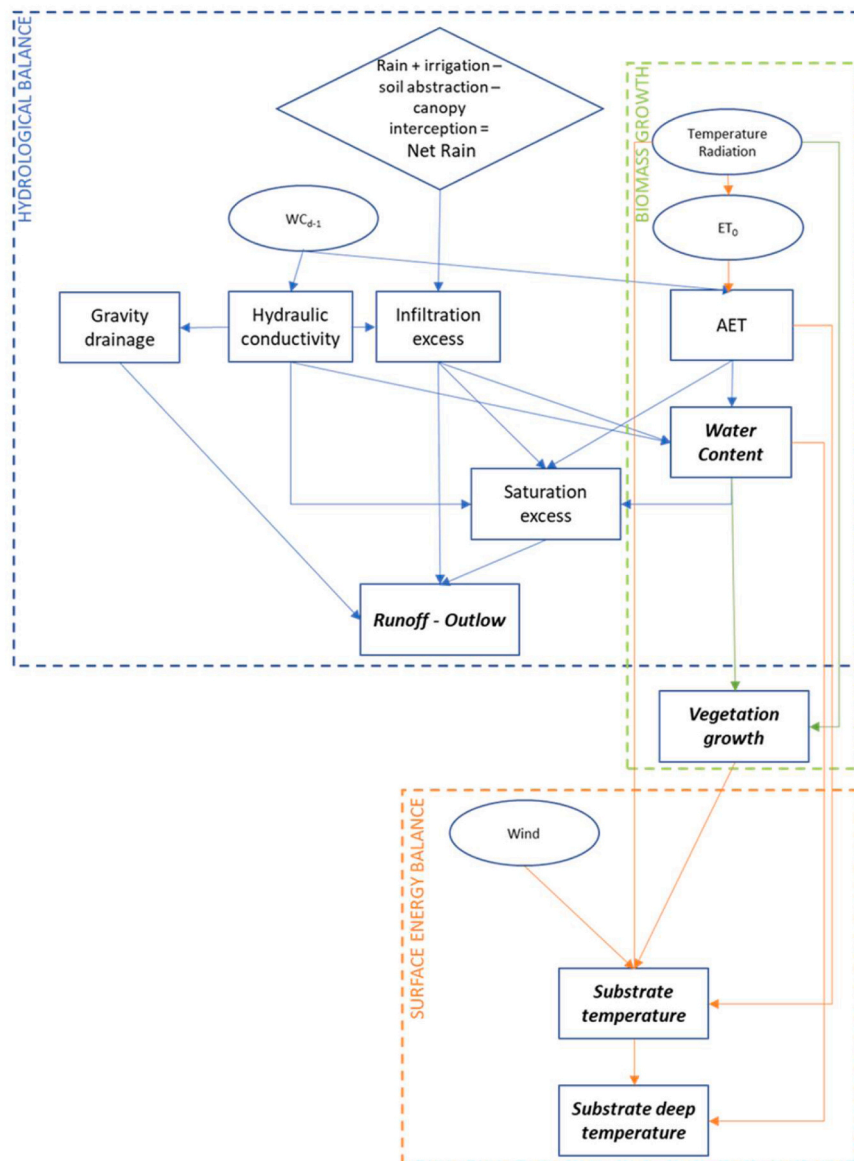 HYDROLOGICAL BALANCE
Rain + irrigation –
soil abstraction –
canopy
interception =
Net Rain
BIOMASS GROWTH
Temperature
Radiation
WCd-1
ET0
Gravity
drainage
Hydraulic
conductivity
Infiltration
excess
AET
Water
Content
Saturation
excess
Runoff - Outlow
Vegetation
growth
SURFACE ENERGY BALANCE
Wind
Substrate
temperature
Substrate deep
temperature